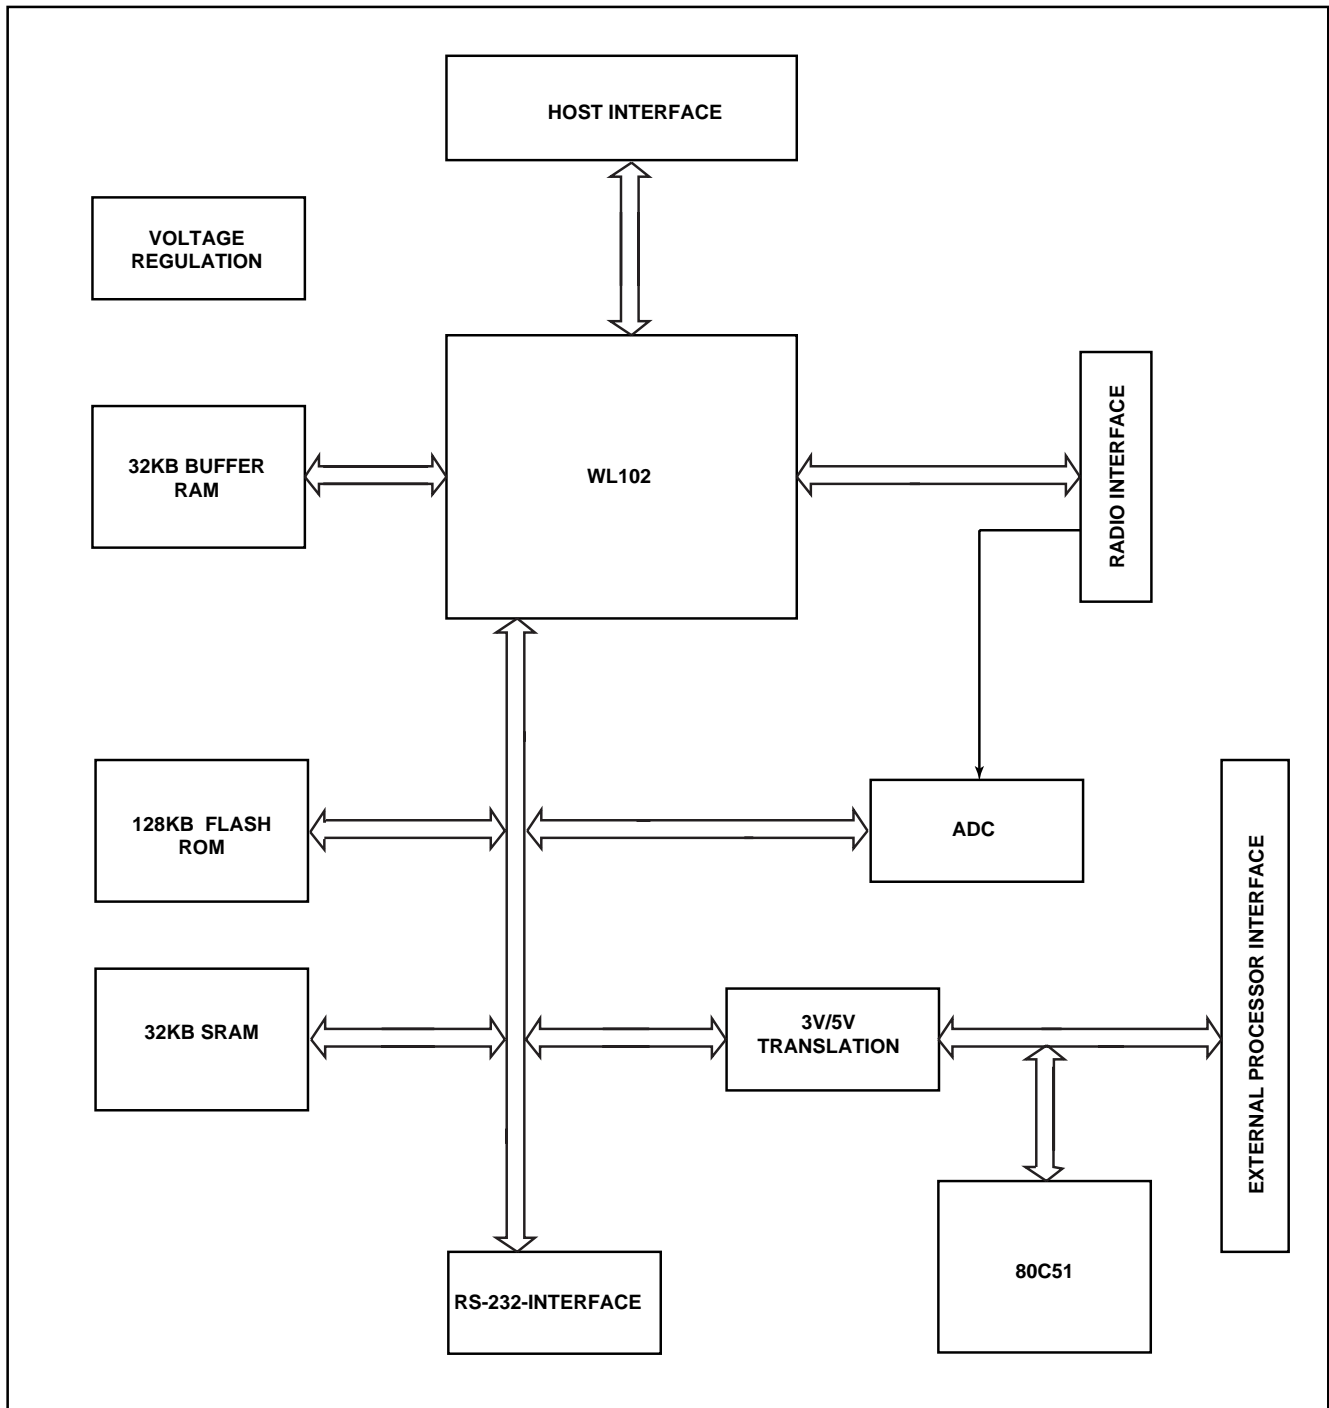 HOST INTERFACE
VOLTAGE
REGULATION
32KB BUFFER
RAM
WL102
RADIO INTERFACE
128KB FLASH
ROM
ADC
EXTERNAL PROCESSOR INTERFACE
32KB SRAM
3V/5V
TRANSLATION
80C51
RS-232-INTERFACE